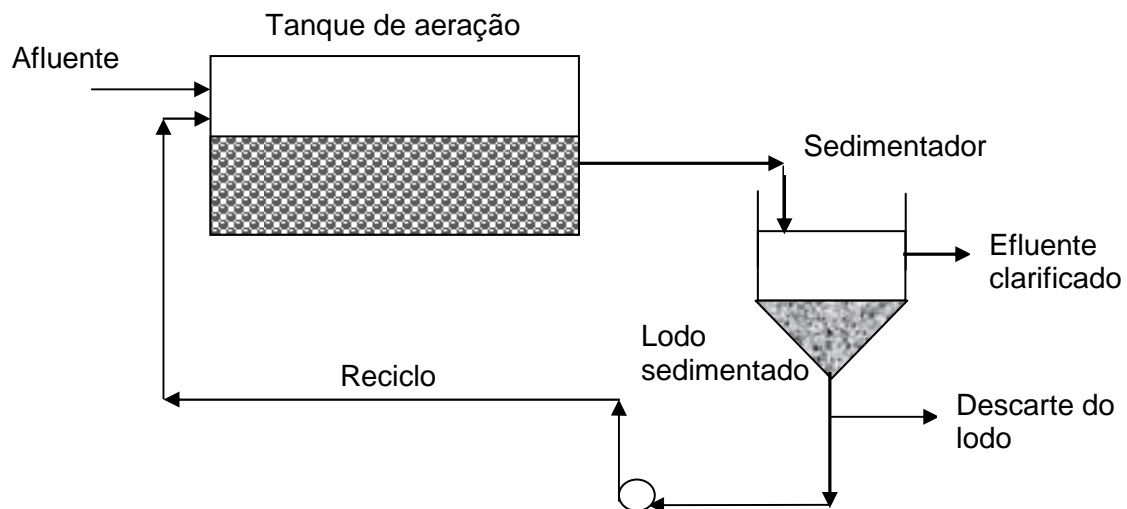 Tanque de aeração
Afluente
Sedimentador
Efluente
clarificado
Lodo
sedimentado
Reciclo
Descarte do
lodo